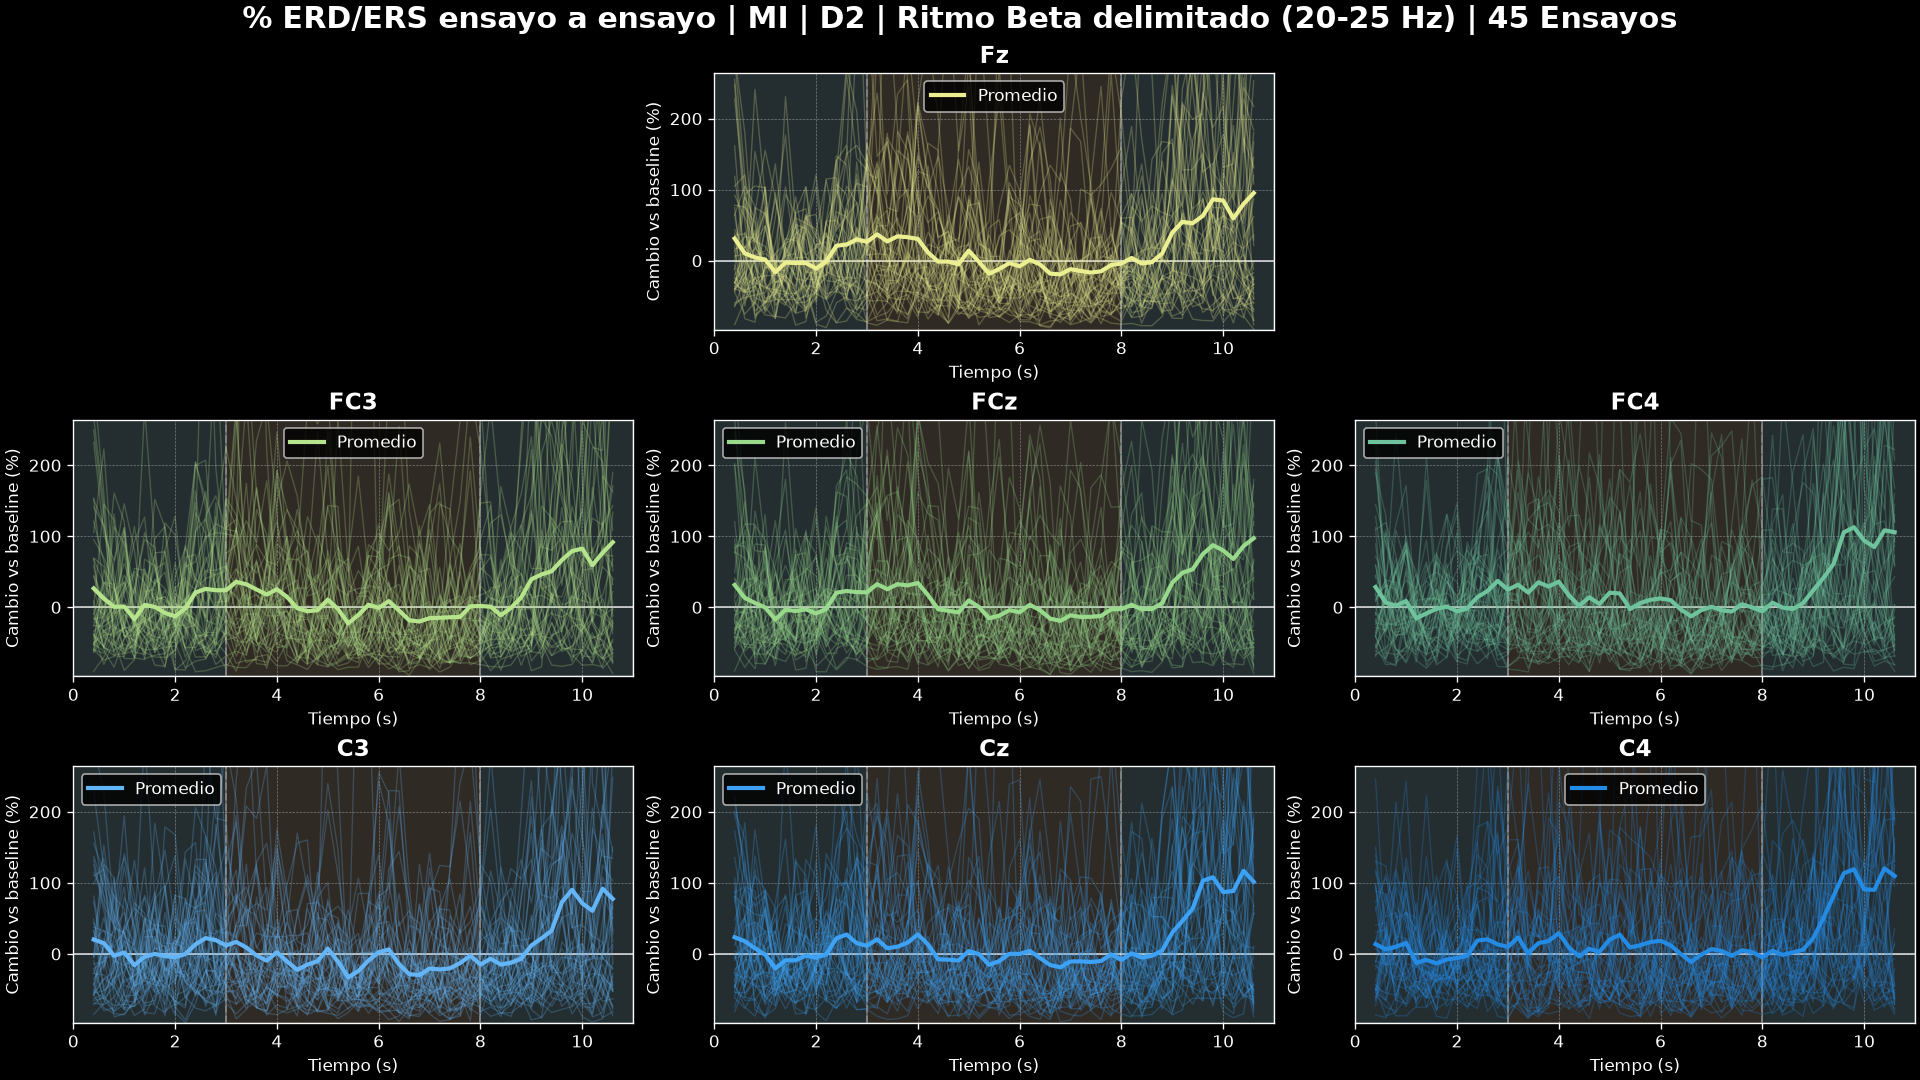 % ERD/ERS ensayo a ensayo | MI | D2 | Ritmo Beta delimitado (20-25 Hz) | 45 Ensayos
Fz
Promedio
Cambio vs baseline (%)
200
100
0
0 2 4 6 8 10
Tiempo (s)
FC3
Promedio
Cambio vs baseline (%)
200
100
0
0 2 4 6 8 10
Tiempo (s)
FCz
Promedio
Cambio vs baseline (%)
200
100
0
0 2 4 6 8 10
Tiempo (s)
FC4
Promedio
Cambio vs baseline (%)
200
100
0
0 2 4 6 8 10
Tiempo (s)
C3
Promedio
Cambio vs baseline (%)
200
100
0
0 2 4 6 8 10
Tiempo (s)
Cz
Promedio
Cambio vs baseline (%)
200
100
0
0 2 4 6 8 10
Tiempo (s)
C4
Promedio
Cambio vs baseline (%)
200
100
0
0 2 4 6 8 10
Tiempo (s)